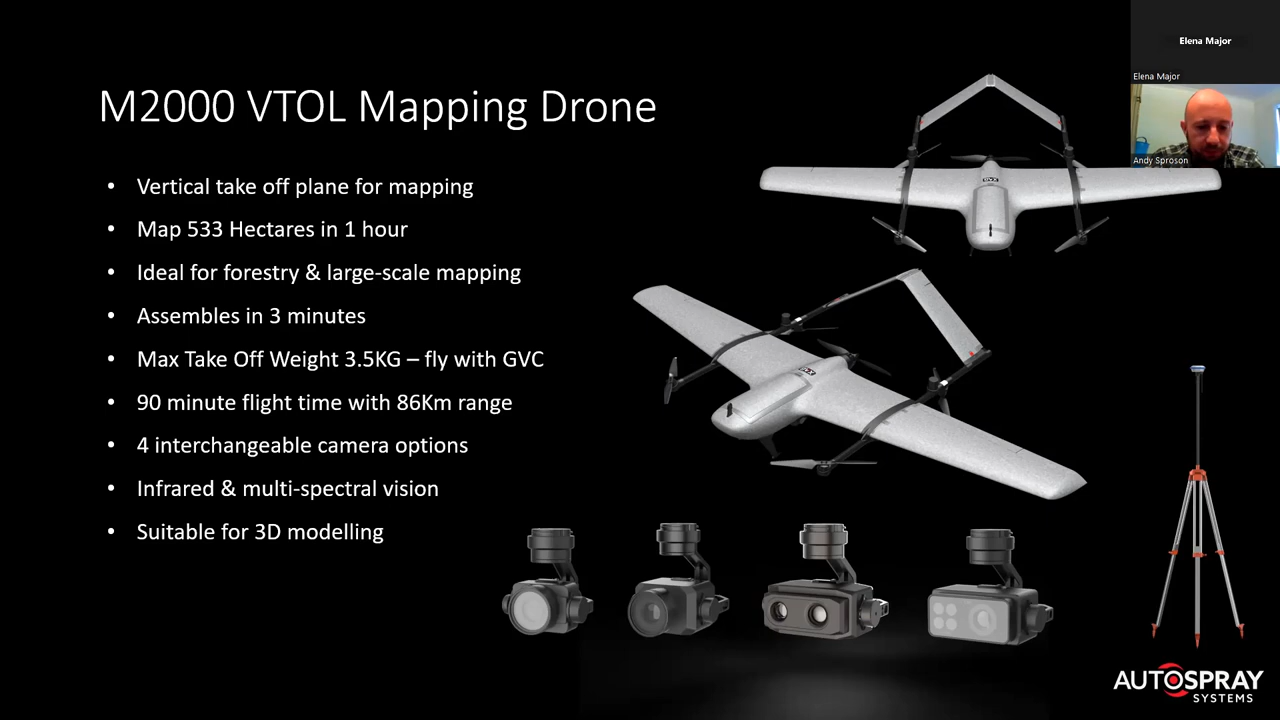 Elena Major
Elena Major
Andy Sproson
M2000 VTOL Mapping Drone
• Vertical take off plane for mapping
• Map 533 Hectares in 1 hour
• Ideal for forestry & large-scale mapping
• Assembles in 3 minutes
• Max Take Off Weight 3.5KG – fly with GVC
• 90 minute flight time with 86Km range
• 4 interchangeable camera options
• Infrared & multi-spectral vision
• Suitable for 3D modelling
AUTOSPRAY
SYSTEMS